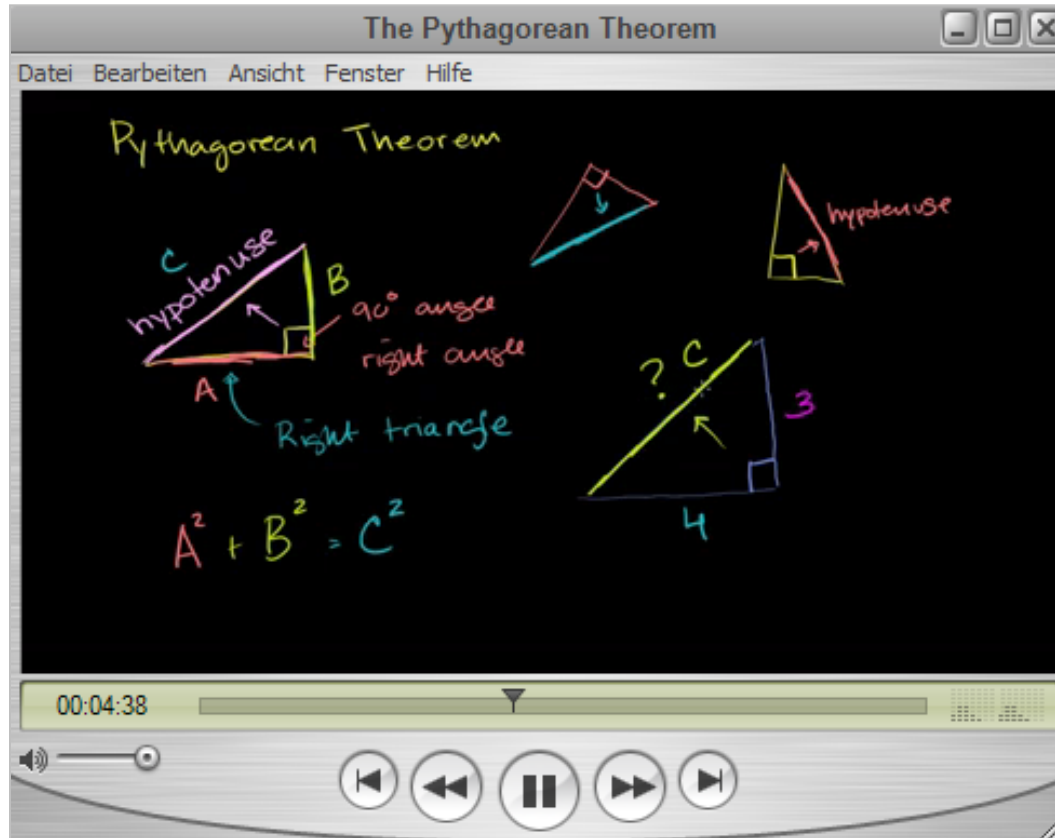 The Pythagorean Theorem
Datei Bearbeiten Ansicht Fenster Hilfe
Pythagorean Theorem
hypotenuse
C
hypotenuse
B
90° angle
right angle
A
Right triangle
? C
3
4
A² + B² = C²
00:04:38